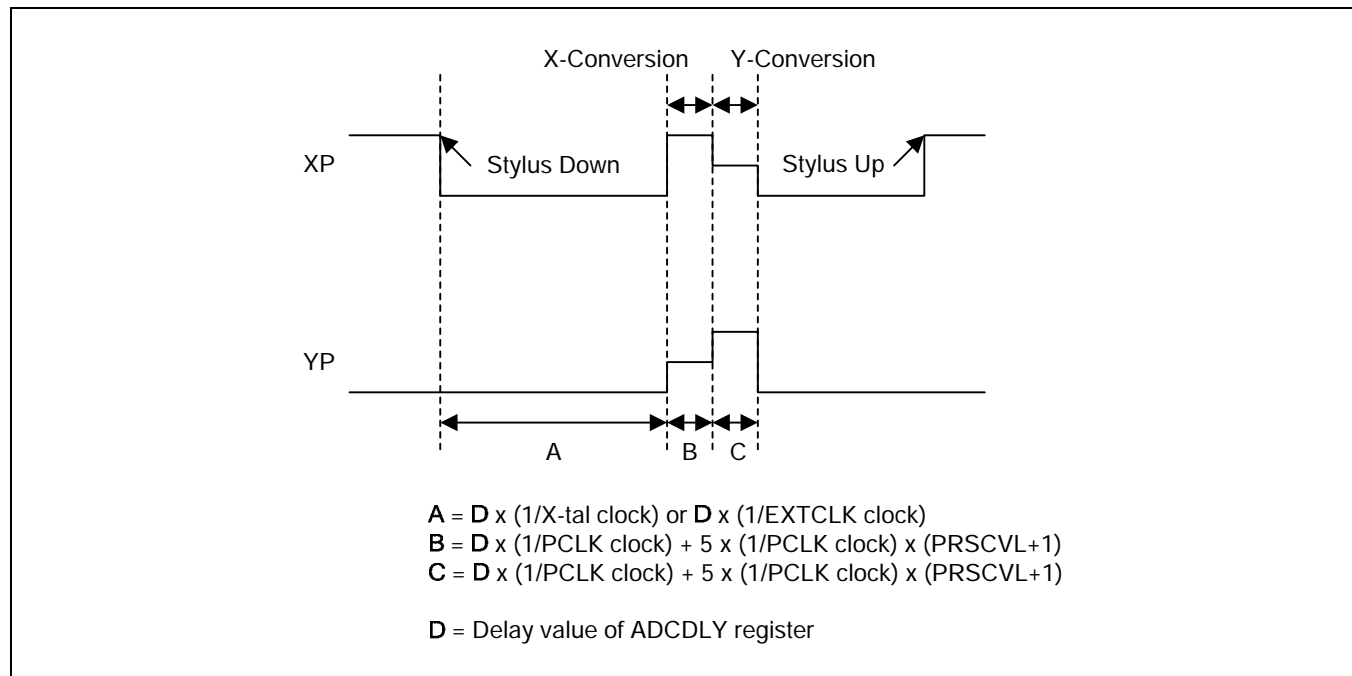 X-Conversion Y-Conversion
XP
Stylus Down
Stylus Up
YP
A
B
C
A = D x (1/X-tal clock) or D x (1/EXTCLK clock)
B = D x (1/PCLK clock) + 5 x (1/PCLK clock) x (PRSCVL+1)
C = D x (1/PCLK clock) + 5 x (1/PCLK clock) x (PRSCVL+1)
D = Delay value of ADCDLY register